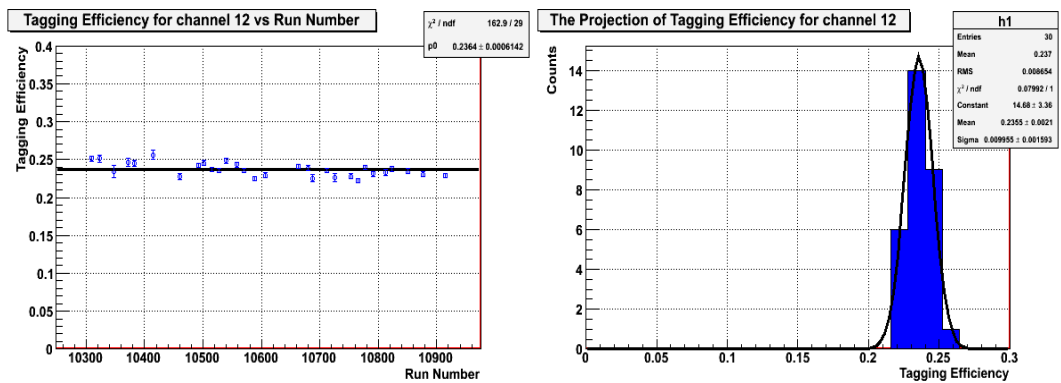 Tagging Efficiency for channel 12 vs Run Number
χ² / ndf 162.9 / 29
p0 0.2364 ± 0.0006142
Tagging Efficiency
0.4
0.35
0.3
0.25
0.2
0.15
0.1
0.05
0
10300 10400 10500 10600 10700 10800 10900
Run Number
The Projection of Tagging Efficiency for channel 12
h1
Entries 30
Mean 0.237
RMS 0.008654
χ² / ndf 0.07992 / 1
Constant 14.68 ± 3.36
Mean 0.2355 ± 0.0021
Sigma 0.009955 ± 0.001593
Counts
14
12
10
8
6
4
2
0
0 0.05 0.1 0.15 0.2 0.25 0.3
Tagging Efficiency